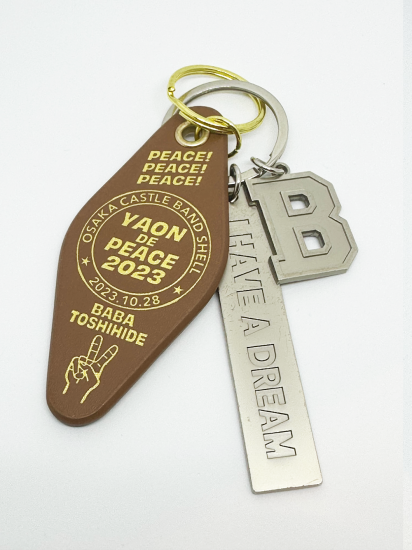 PEACE!
PEACE!
PEACE!
OSAKA CASTLE BAND SHELL
YAON
DE
PEACE
2023
★ 2023.10.28 ★
BABA
TOSHIHIDE
B
I HAVE A DREAM